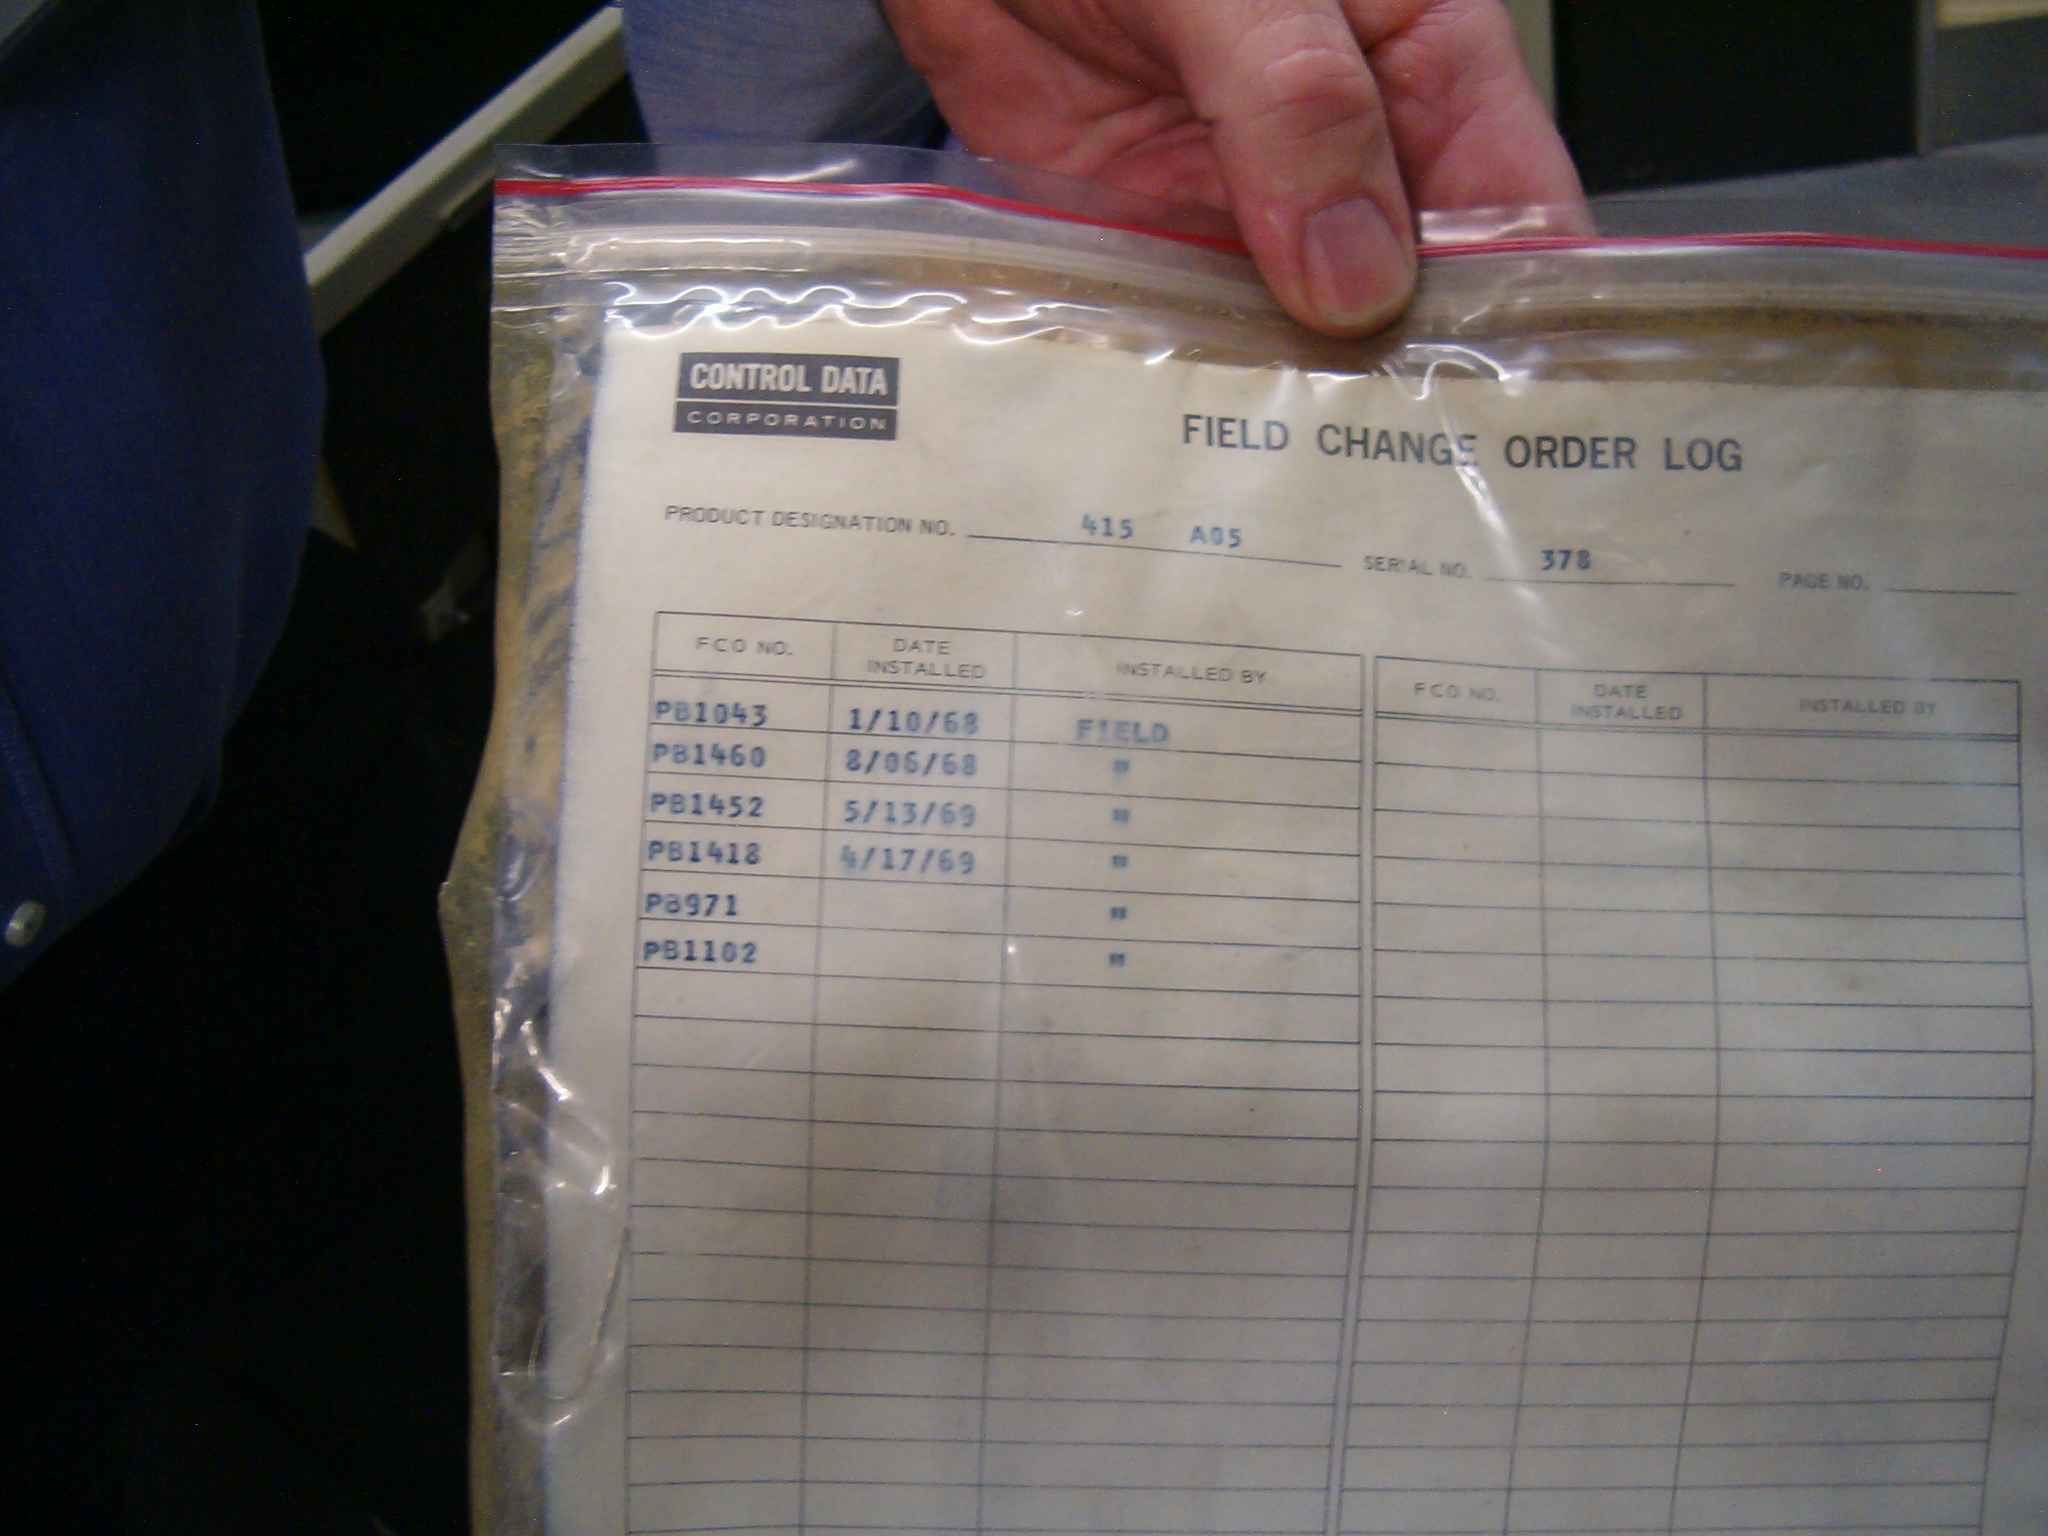 CONTROL DATA
CORPORATION
FIELD CHANGE ORDER LOG
PRODUCT DESIGNATION NO. 415 A05 SERIAL NO. 378 PAGE NO.
FCO NO. DATE INSTALLED INSTALLED BY FCO NO. DATE INSTALLED INSTALLED BY
PB1043 1/10/68 FIELD
PB1460 8/06/68 "
PB1452 5/13/69 "
PB1418 4/17/69 "
PB971 "
PB1102 "